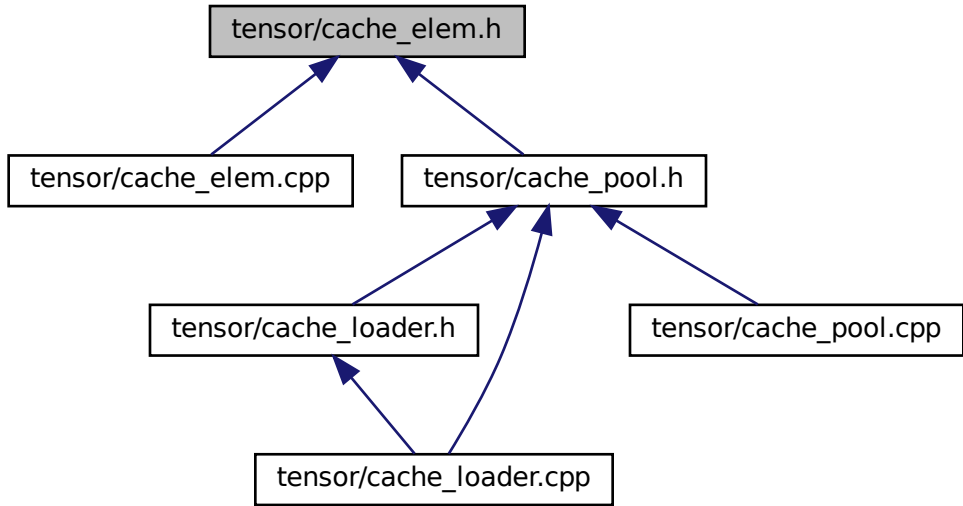 tensor/cache_elem.h
tensor/cache_elem.cpp
tensor/cache_pool.h
tensor/cache_loader.h
tensor/cache_pool.cpp
tensor/cache_loader.cpp